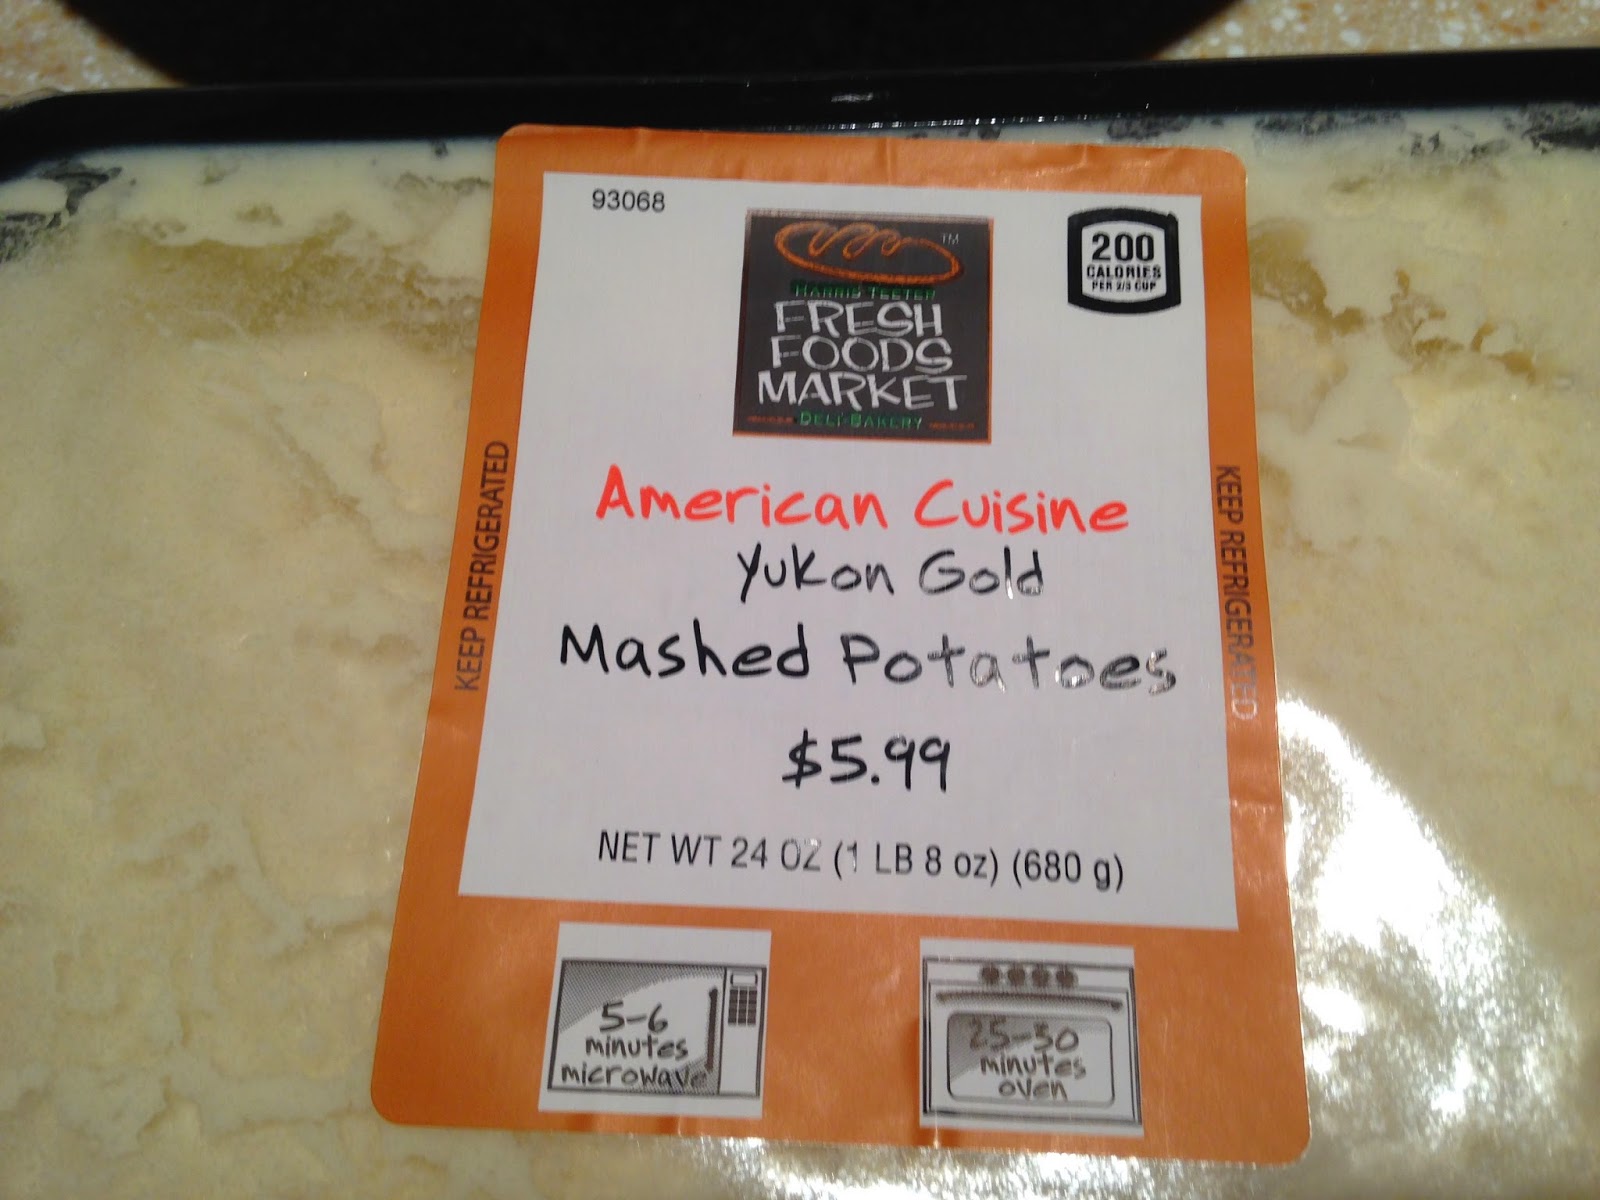 93068
TM
HARRIS TEETER
FRESH
FOODS
MARKET
DELI-BAKERY
200
CALORIES
PER 2/3 CUP
American Cuisine
Yukon Gold
Mashed Potatoes
$5.99
NET WT 24 OZ (1 LB 8 oz) (680 g)
KEEP REFRIGERATED
KEEP REFRIGERATED
5-6
minutes
microwave
25-30
minutes
oven